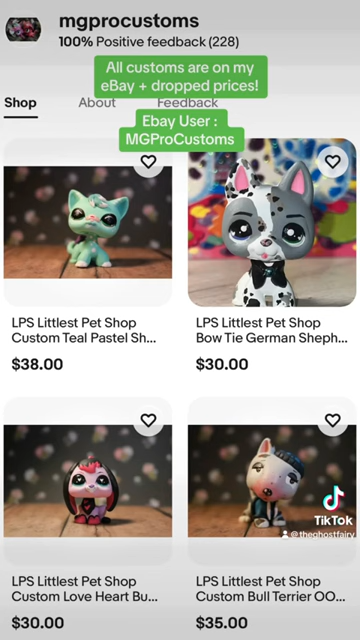 mgprocustoms
100% Positive feedback (228)
All customs are on my
eBay + dropped prices!
Shop About Feedback
Ebay User :
MGProCustoms
LPS Littlest Pet Shop
Custom Teal Pastel Sh...
$38.00
LPS Littlest Pet Shop
Bow Tie German Sheph...
$30.00
TikTok
@theghostfairy
LPS Littlest Pet Shop
Custom Love Heart Bu...
$30.00
LPS Littlest Pet Shop
Custom Bull Terrier OO...
$35.00